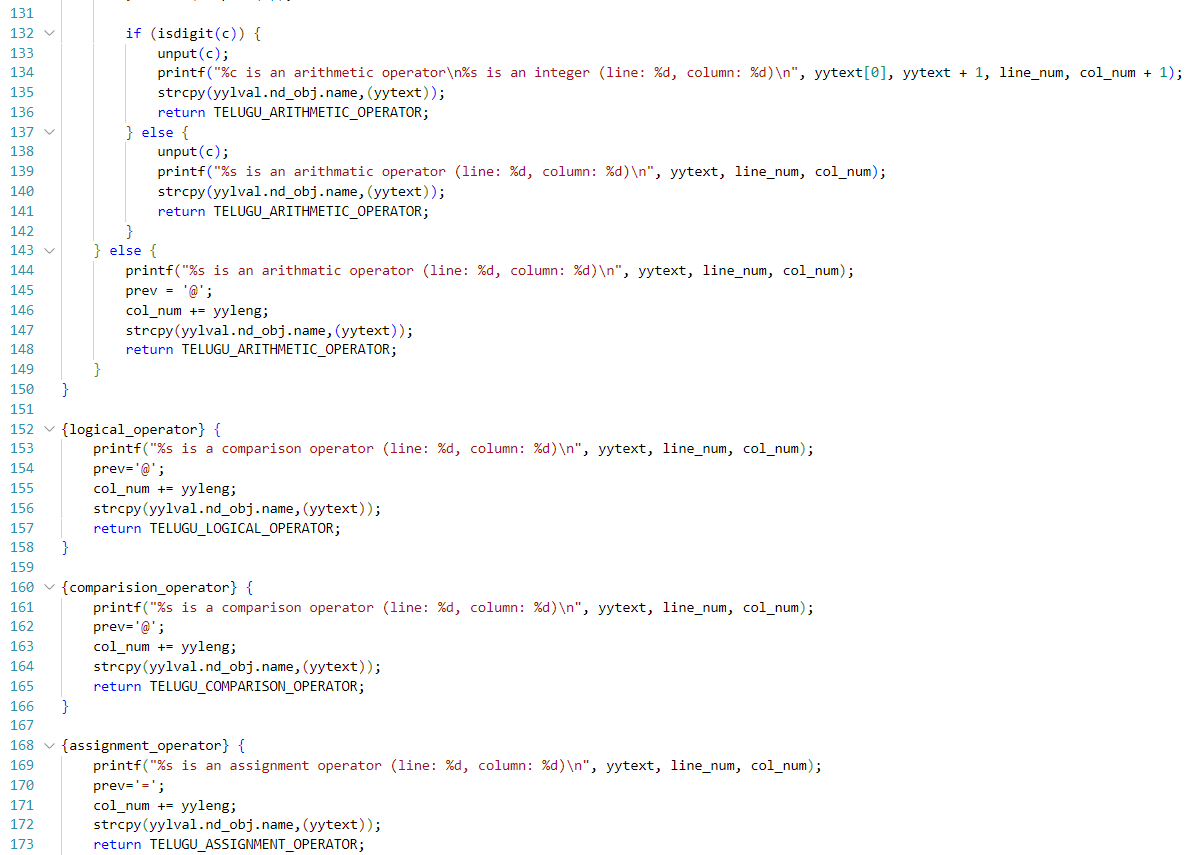 131
132 if (isdigit(c)) {
133 unput(c);
134 printf("%c is an arithmetic operator\n%s is an integer (line: %d, column: %d)\n", yytext[0], yytext + 1, line_num, col_num + 1);
135 strcpy(yylval.nd_obj.name,(yytext));
136 return TELUGU_ARITHMETIC_OPERATOR;
137 } else {
138 unput(c);
139 printf("%s is an arithmatic operator (line: %d, column: %d)\n", yytext, line_num, col_num);
140 strcpy(yylval.nd_obj.name,(yytext));
141 return TELUGU_ARITHMETIC_OPERATOR;
142 }
143 } else {
144 printf("%s is an arithmatic operator (line: %d, column: %d)\n", yytext, line_num, col_num);
145 prev = '@';
146 col_num += yyleng;
147 strcpy(yylval.nd_obj.name,(yytext));
148 return TELUGU_ARITHMETIC_OPERATOR;
149 }
150 }
151
152 {logical_operator} {
153 printf("%s is a comparison operator (line: %d, column: %d)\n", yytext, line_num, col_num);
154 prev='@';
155 col_num += yyleng;
156 strcpy(yylval.nd_obj.name,(yytext));
157 return TELUGU_LOGICAL_OPERATOR;
158 }
159
160 {comparision_operator} {
161 printf("%s is a comparison operator (line: %d, column: %d)\n", yytext, line_num, col_num);
162 prev='@';
163 col_num += yyleng;
164 strcpy(yylval.nd_obj.name,(yytext));
165 return TELUGU_COMPARISON_OPERATOR;
166 }
167
168 {assignment_operator} {
169 printf("%s is an assignment operator (line: %d, column: %d)\n", yytext, line_num, col_num);
170 prev='=';
171 col_num += yyleng;
172 strcpy(yylval.nd_obj.name,(yytext));
173 return TELUGU_ASSIGNMENT_OPERATOR;